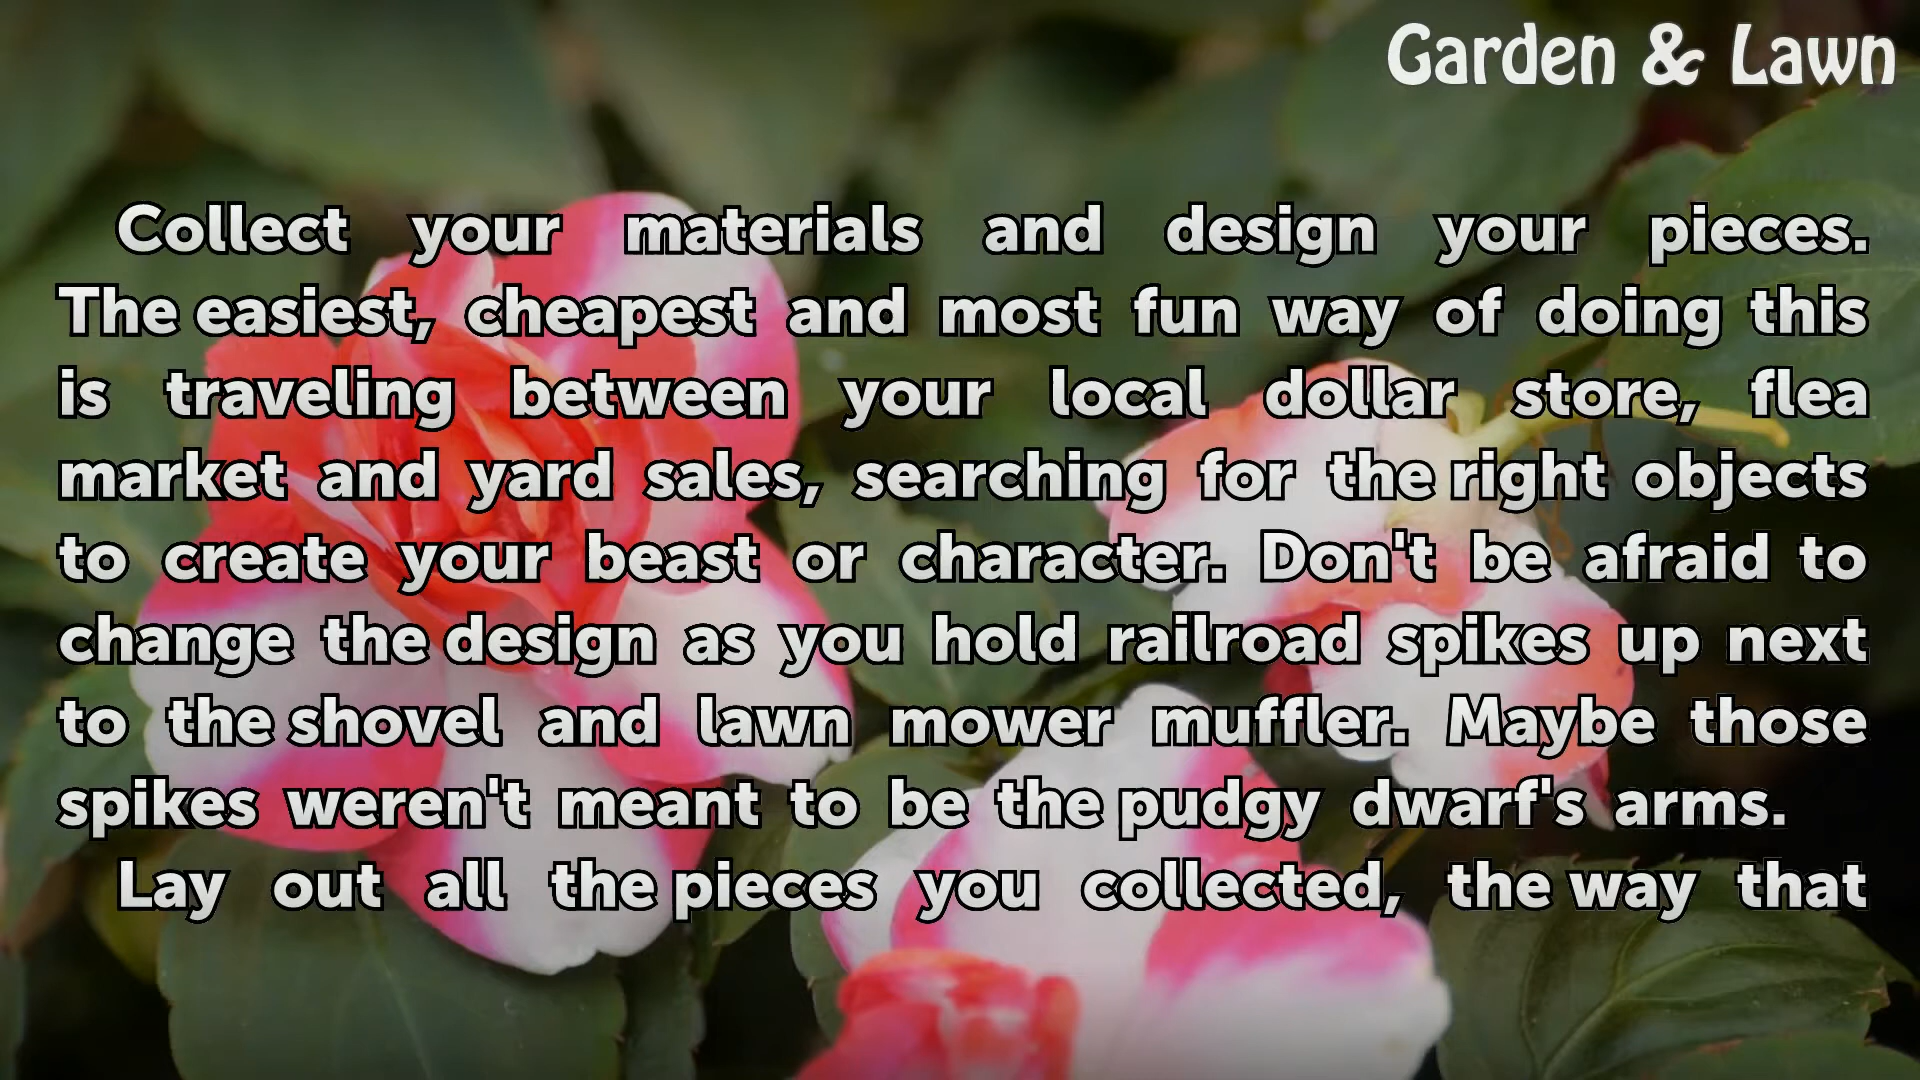 Garden & Lawn
Collect your materials and design your pieces.
The easiest, cheapest and most fun way of doing this
is traveling between your local dollar store, flea
market and yard sales, searching for the right objects
to create your beast or character. Don't be afraid to
change the design as you hold railroad spikes up next
to the shovel and lawn mower muffler. Maybe those
spikes weren't meant to be the pudgy dwarf's arms.
Lay out all the pieces you collected, the way that